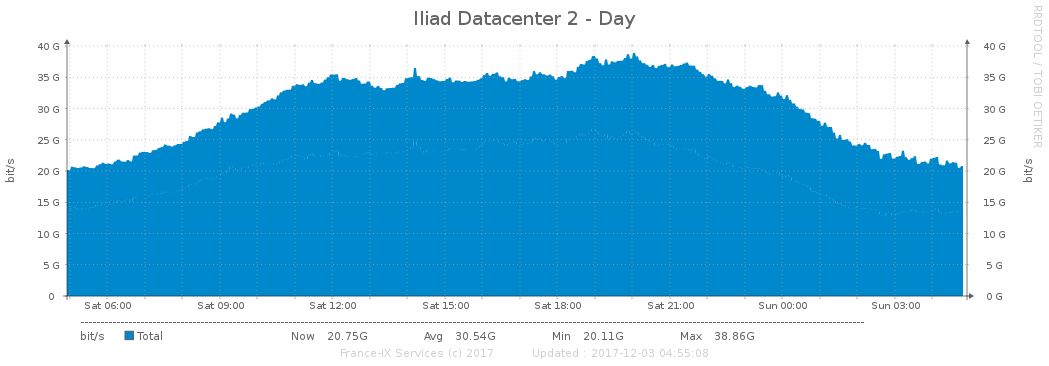 Iliad Datacenter 2 - Day
RRDTOOL / TOBI OETIKER
bit/s
40 G
35 G
30 G
25 G
20 G
15 G
10 G
5 G
0
40 G
35 G
30 G
25 G
20 G
15 G
10 G
5 G
0 G
bit/s
Sat 06:00 Sat 09:00 Sat 12:00 Sat 15:00 Sat 18:00 Sat 21:00 Sun 00:00 Sun 03:00
bit/s Total Now 20.75G Avg 30.54G Min 20.11G Max 38.86G
France-IX Services (c) 2017 Updated : 2017-12-03 04:55:08